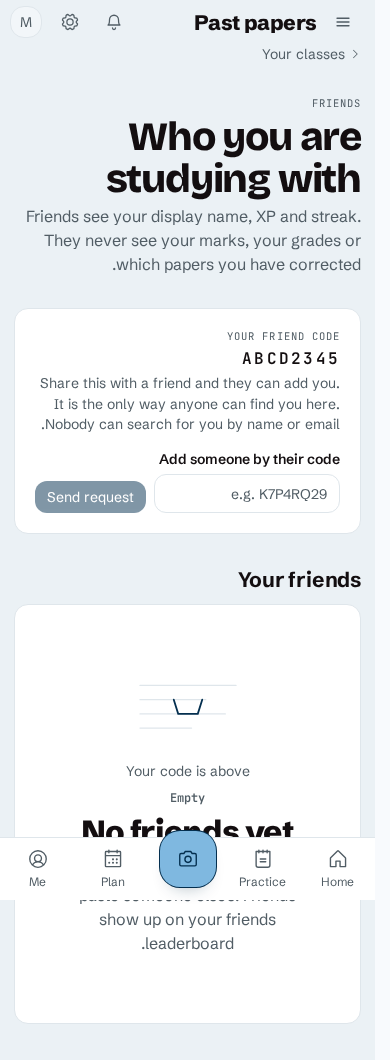 M
Past papers
Your classes
FRIENDS
Who you are
studying with
Friends see your display name, XP and streak.
They never see your marks, your grades or
which papers you have corrected.
YOUR FRIEND CODE
ABCD2345
Share this with a friend and they can add you.
It is the only way anyone can find you here.
Nobody can search for you by name or email.
Add someone by their code
e.g. K7P4RQ29
Send request
Your friends
Your code is above
Empty
No friends yet
show up on your friends
leaderboard.
Home
Practice
Plan
Me